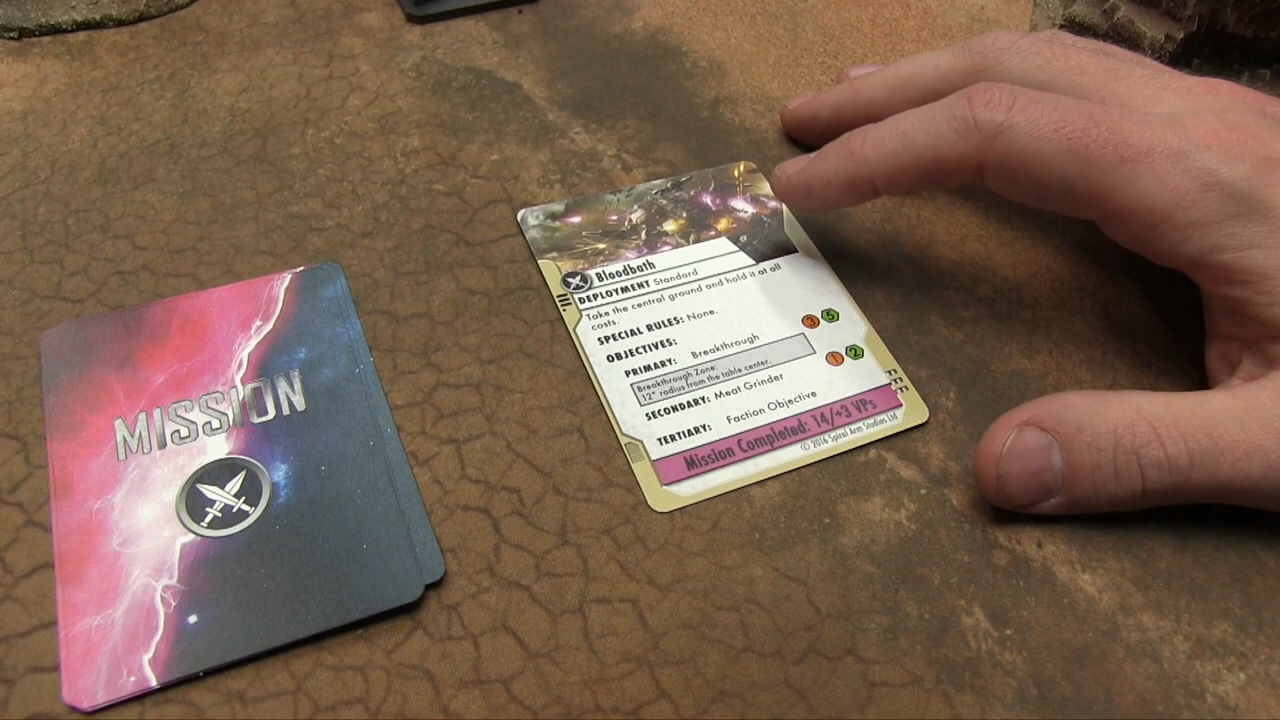 MISSION
Bloodbath
DEPLOYMENT Standard
Take the central ground and hold it at all
costs.
SPECIAL RULES: None.
OBJECTIVES:
PRIMARY: Breakthrough 3 5
Breakthrough Zone:
12" radius from the table center.
SECONDARY: Meat Grinder 1 2
TERTIARY: Faction Objective
Mission Completed: 14/+3 VPs
© 2016 Spiral Arm Studios Ltd